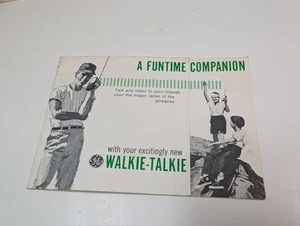 A FUNTIME COMPANION
Talk and listen to your friends
over the magic lanes of the
airwaves
with your excitingly new
GE WALKIE-TALKIE